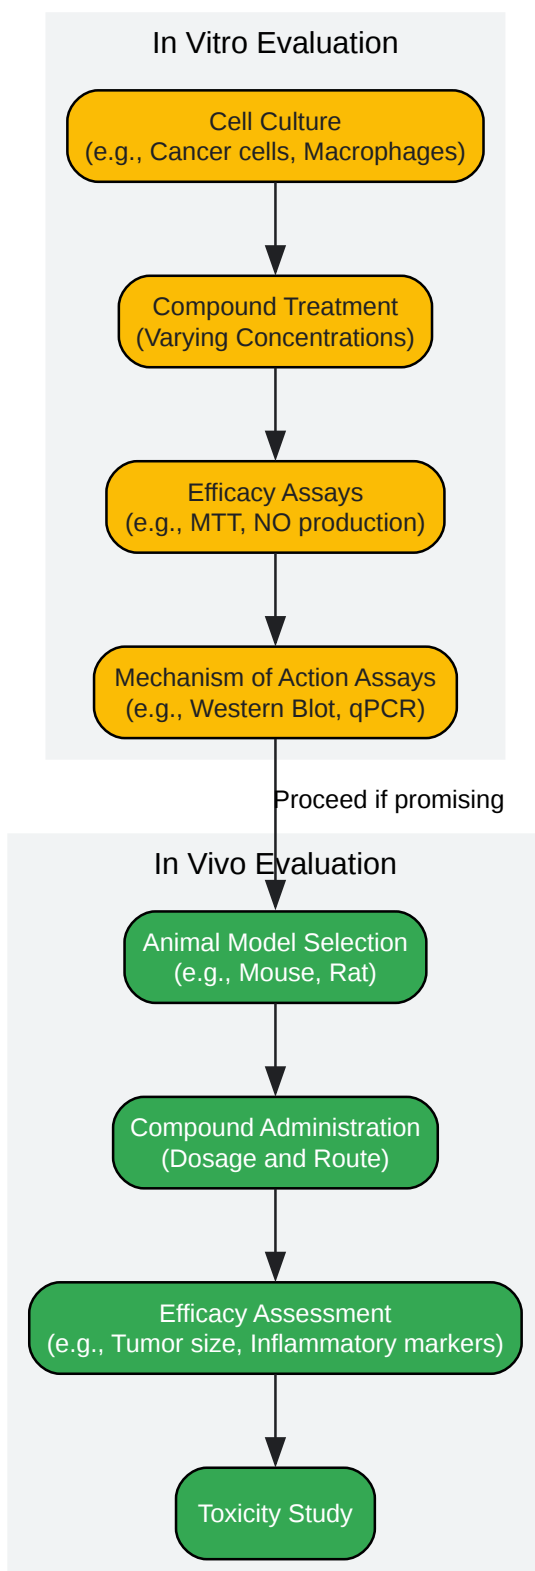 In Vitro Evaluation
Cell Culture
(e.g., Cancer cells, Macrophages)
Compound Treatment
(Varying Concentrations)
Efficacy Assays
(e.g., MTT, NO production)
Mechanism of Action Assays
(e.g., Western Blot, qPCR)
Proceed if promising
In Vivo Evaluation
Animal Model Selection
(e.g., Mouse, Rat)
Compound Administration
(Dosage and Route)
Efficacy Assessment
(e.g., Tumor size, Inflammatory markers)
Toxicity Study